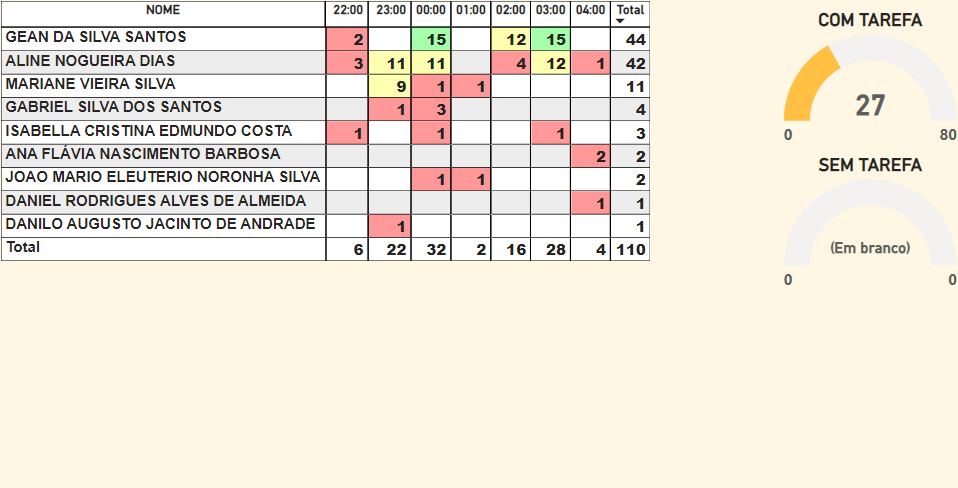 NOME 22:00 23:00 00:00 01:00 02:00 03:00 04:00 Total
GEAN DA SILVA SANTOS 2 15 12 15 44
ALINE NOGUEIRA DIAS 3 11 11 4 12 1 42
MARIANE VIEIRA SILVA 9 1 1 11
GABRIEL SILVA DOS SANTOS 1 3 4
ISABELLA CRISTINA EDMUNDO COSTA 1 1 1 3
ANA FLÁVIA NASCIMENTO BARBOSA 2 2
JOAO MARIO ELEUTERIO NORONHA SILVA 1 1 2
DANIEL RODRIGUES ALVES DE ALMEIDA 1 1
DANILO AUGUSTO JACINTO DE ANDRADE 1 1
Total 6 22 32 2 16 28 4 110
COM TAREFA
27
0 80
SEM TAREFA
(Em branco)
0 0